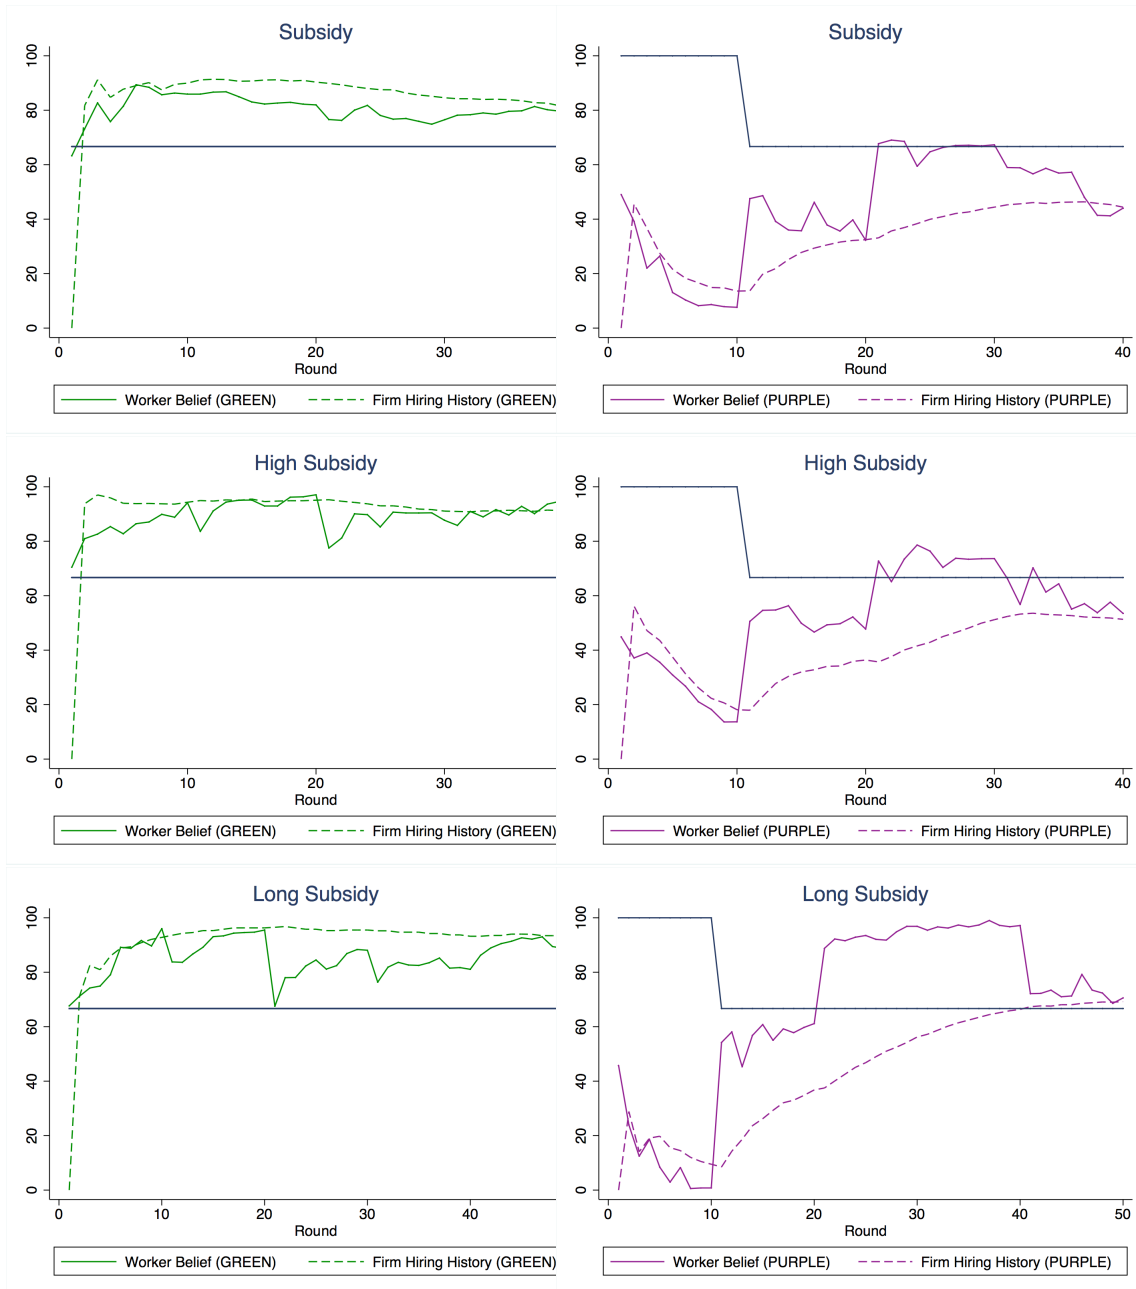 Subsidy
100
80
60
40
20
0
0 10 20 30
Round
Worker Belief (GREEN) Firm Hiring History (GREEN)
Subsidy
100
80
60
40
20
0
0 10 20 30 40
Round
Worker Belief (PURPLE) Firm Hiring History (PURPLE)
High Subsidy
100
80
60
40
20
0
0 10 20 30
Round
Worker Belief (GREEN) Firm Hiring History (GREEN)
High Subsidy
100
80
60
40
20
0
0 10 20 30 40
Round
Worker Belief (PURPLE) Firm Hiring History (PURPLE)
Long Subsidy
100
80
60
40
20
0
0 10 20 30 40
Round
Worker Belief (GREEN) Firm Hiring History (GREEN)
Long Subsidy
100
80
60
40
20
0
0 10 20 30 40 50
Round
Worker Belief (PURPLE) Firm Hiring History (PURPLE)